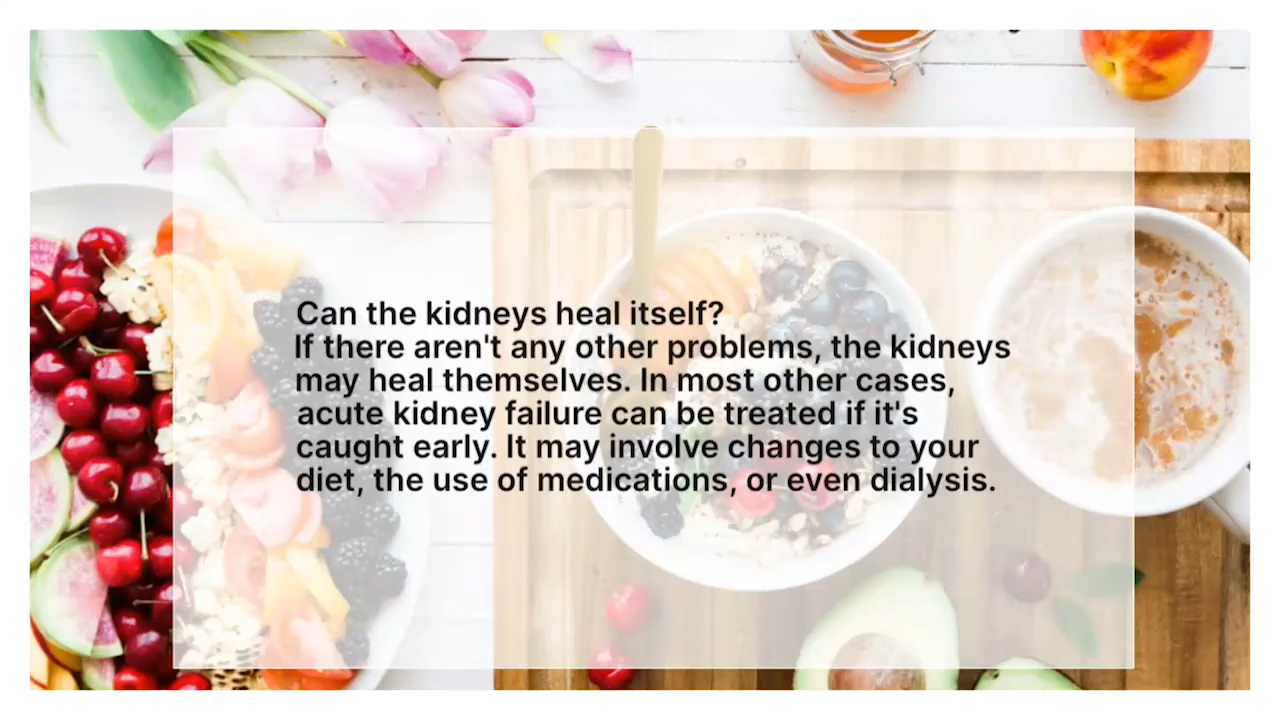 Can the kidneys heal itself?
If there aren't any other problems, the kidneys
may heal themselves. In most other cases,
acute kidney failure can be treated if it's
caught early. It may involve changes to your
diet, the use of medications, or even dialysis.